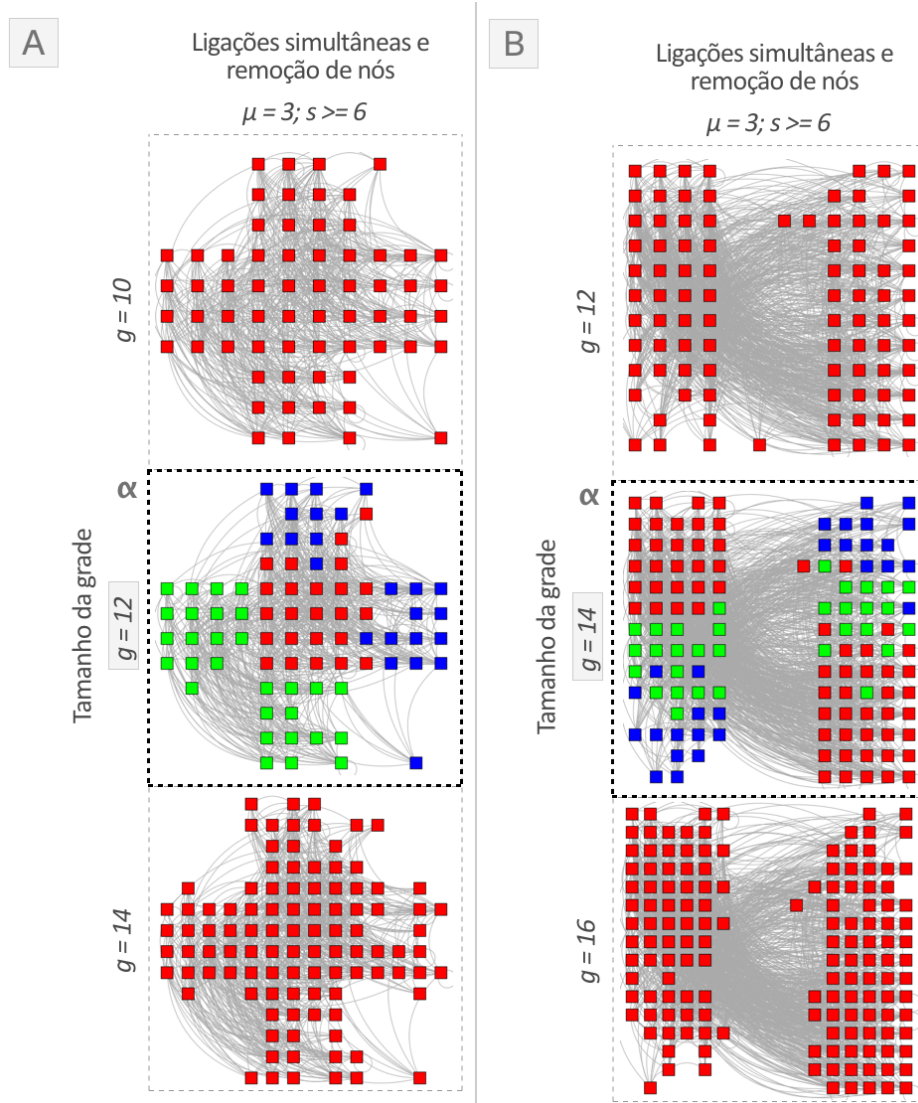 A
Ligações simultâneas e
remoção de nós
μ = 3; s >= 6
Tamanho da grade
g = 10
α
g = 12
g = 14
B
Ligações simultâneas e
remoção de nós
μ = 3; s >= 6
Tamanho da grade
g = 12
α
g = 14
g = 16